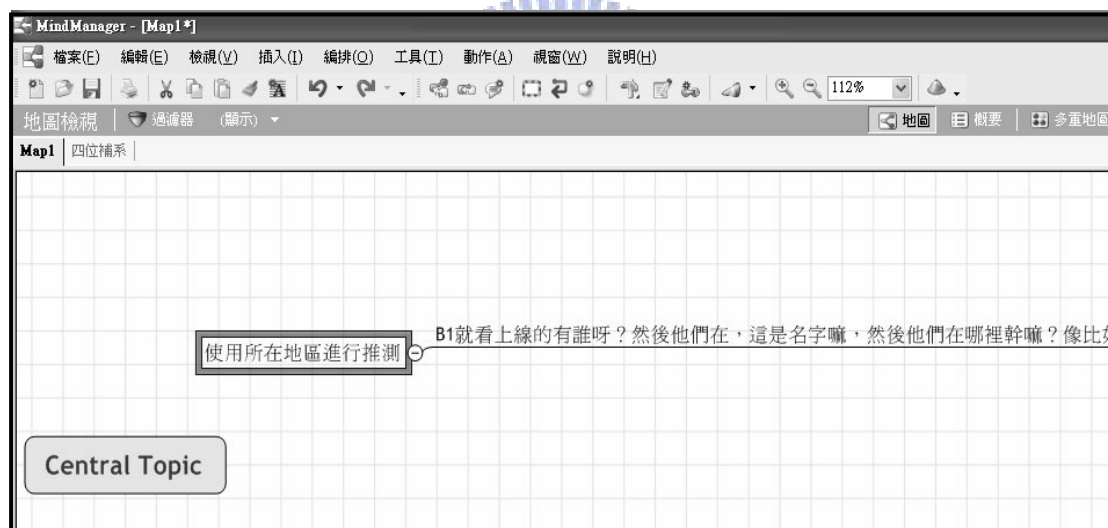 MindManager - [Map1*]
檔案(F) 編輯(E) 檢視(V) 插入(I) 編排(O) 工具(T) 動作(A) 視窗(W) 說明(H)
112%
地圖檢視 過濾器 (顯示) 地圖 概要 多重地圖
Map1 四位補系
B1就看上線的有誰呀？然後他們在，這是名字嘛，然後他們在哪裡幹嘛？像比如
使用所在地區進行推測
Central Topic